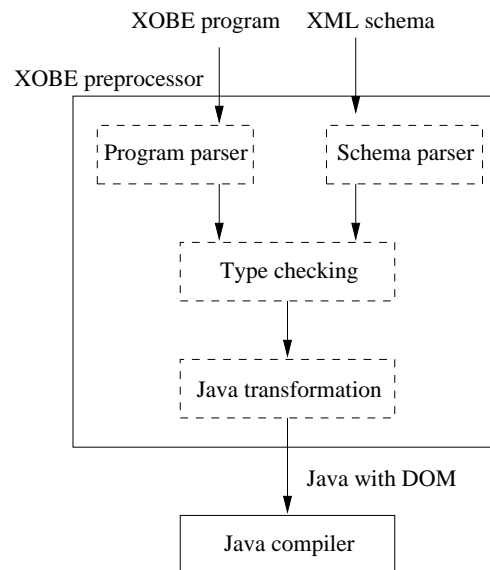 XOBE program
XML schema
XOBE preprocessor
Program parser
Schema parser
Type checking
Java transformation
Java with DOM
Java compiler